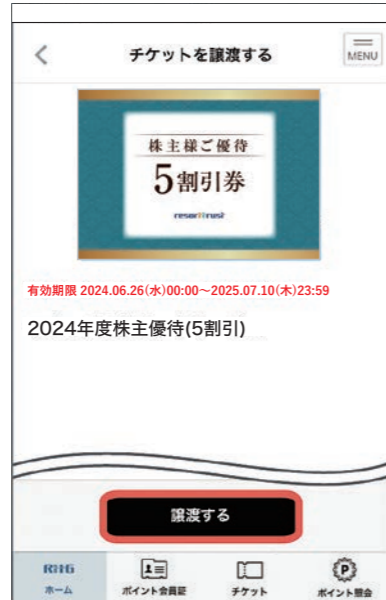 チケットを譲渡する
MENU
株主様ご優待
5割引券
resorttrust
有効期限 2024.06.26(水)00:00～2025.07.10(木)23:59
2024年度株主優待(5割引)
譲渡する
RHG
ホーム
ポイント会員証
チケット
P
ポイント照会